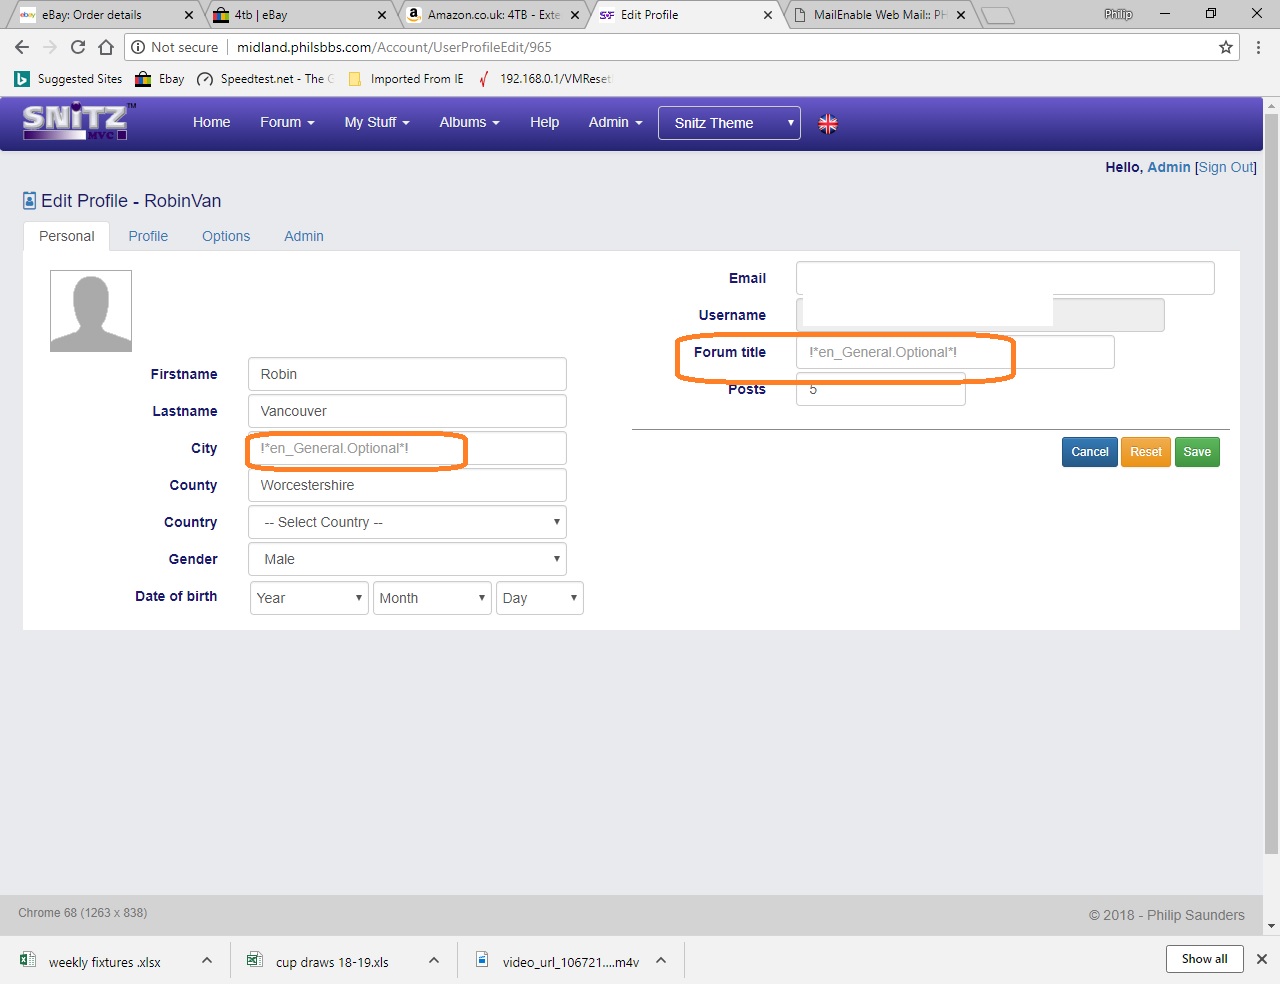 eBay: Order details
4tb | eBay
Amazon.co.uk: 4TB - Exte
Edit Profile
MailEnable Web Mail:: PH
Philip
Not secure
midland.philsbbs.com/Account/UserProfileEdit/965
Suggested Sites
Ebay
Speedtest.net - The G
Imported From IE
192.168.0.1/VMReset
SNiTZ™
MVC
Home
Forum
My Stuff
Albums
Help
Admin
Snitz Theme
Hello, Admin [Sign Out]
Edit Profile - RobinVan
Personal
Profile
Options
Admin
Firstname
Robin
Lastname
Vancouver
City
!*en_General.Optional*!
County
Worcestershire
Country
-- Select Country --
Gender
Male
Date of birth
Year
Month
Day
Email
Username
Forum title
!*en_General.Optional*!
Posts
5
Cancel
Reset
Save
Chrome 68 (1263 x 838)
© 2018 - Philip Saunders
weekly fixtures .xlsx
cup draws 18-19.xls
video_url_106721....m4v
Show all